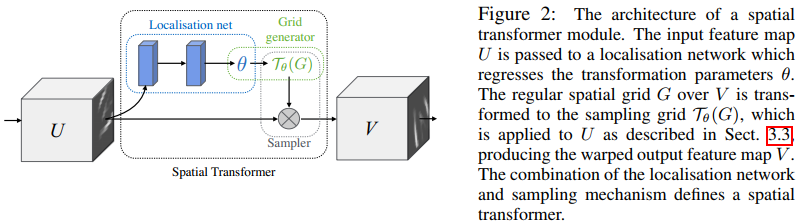 Localisation net
Grid
generator
θ
𝒯θ(G)
U
V
Sampler
Spatial Transformer
Figure 2: The architecture of a spatial
transformer module. The input feature map
U is passed to a localisation network which
regresses the transformation parameters θ.
The regular spatial grid G over V is trans-
formed to the sampling grid 𝒯θ(G), which
is applied to U as described in Sect. 3.3,
producing the warped output feature map V.
The combination of the localisation network
and sampling mechanism defines a spatial
transformer.